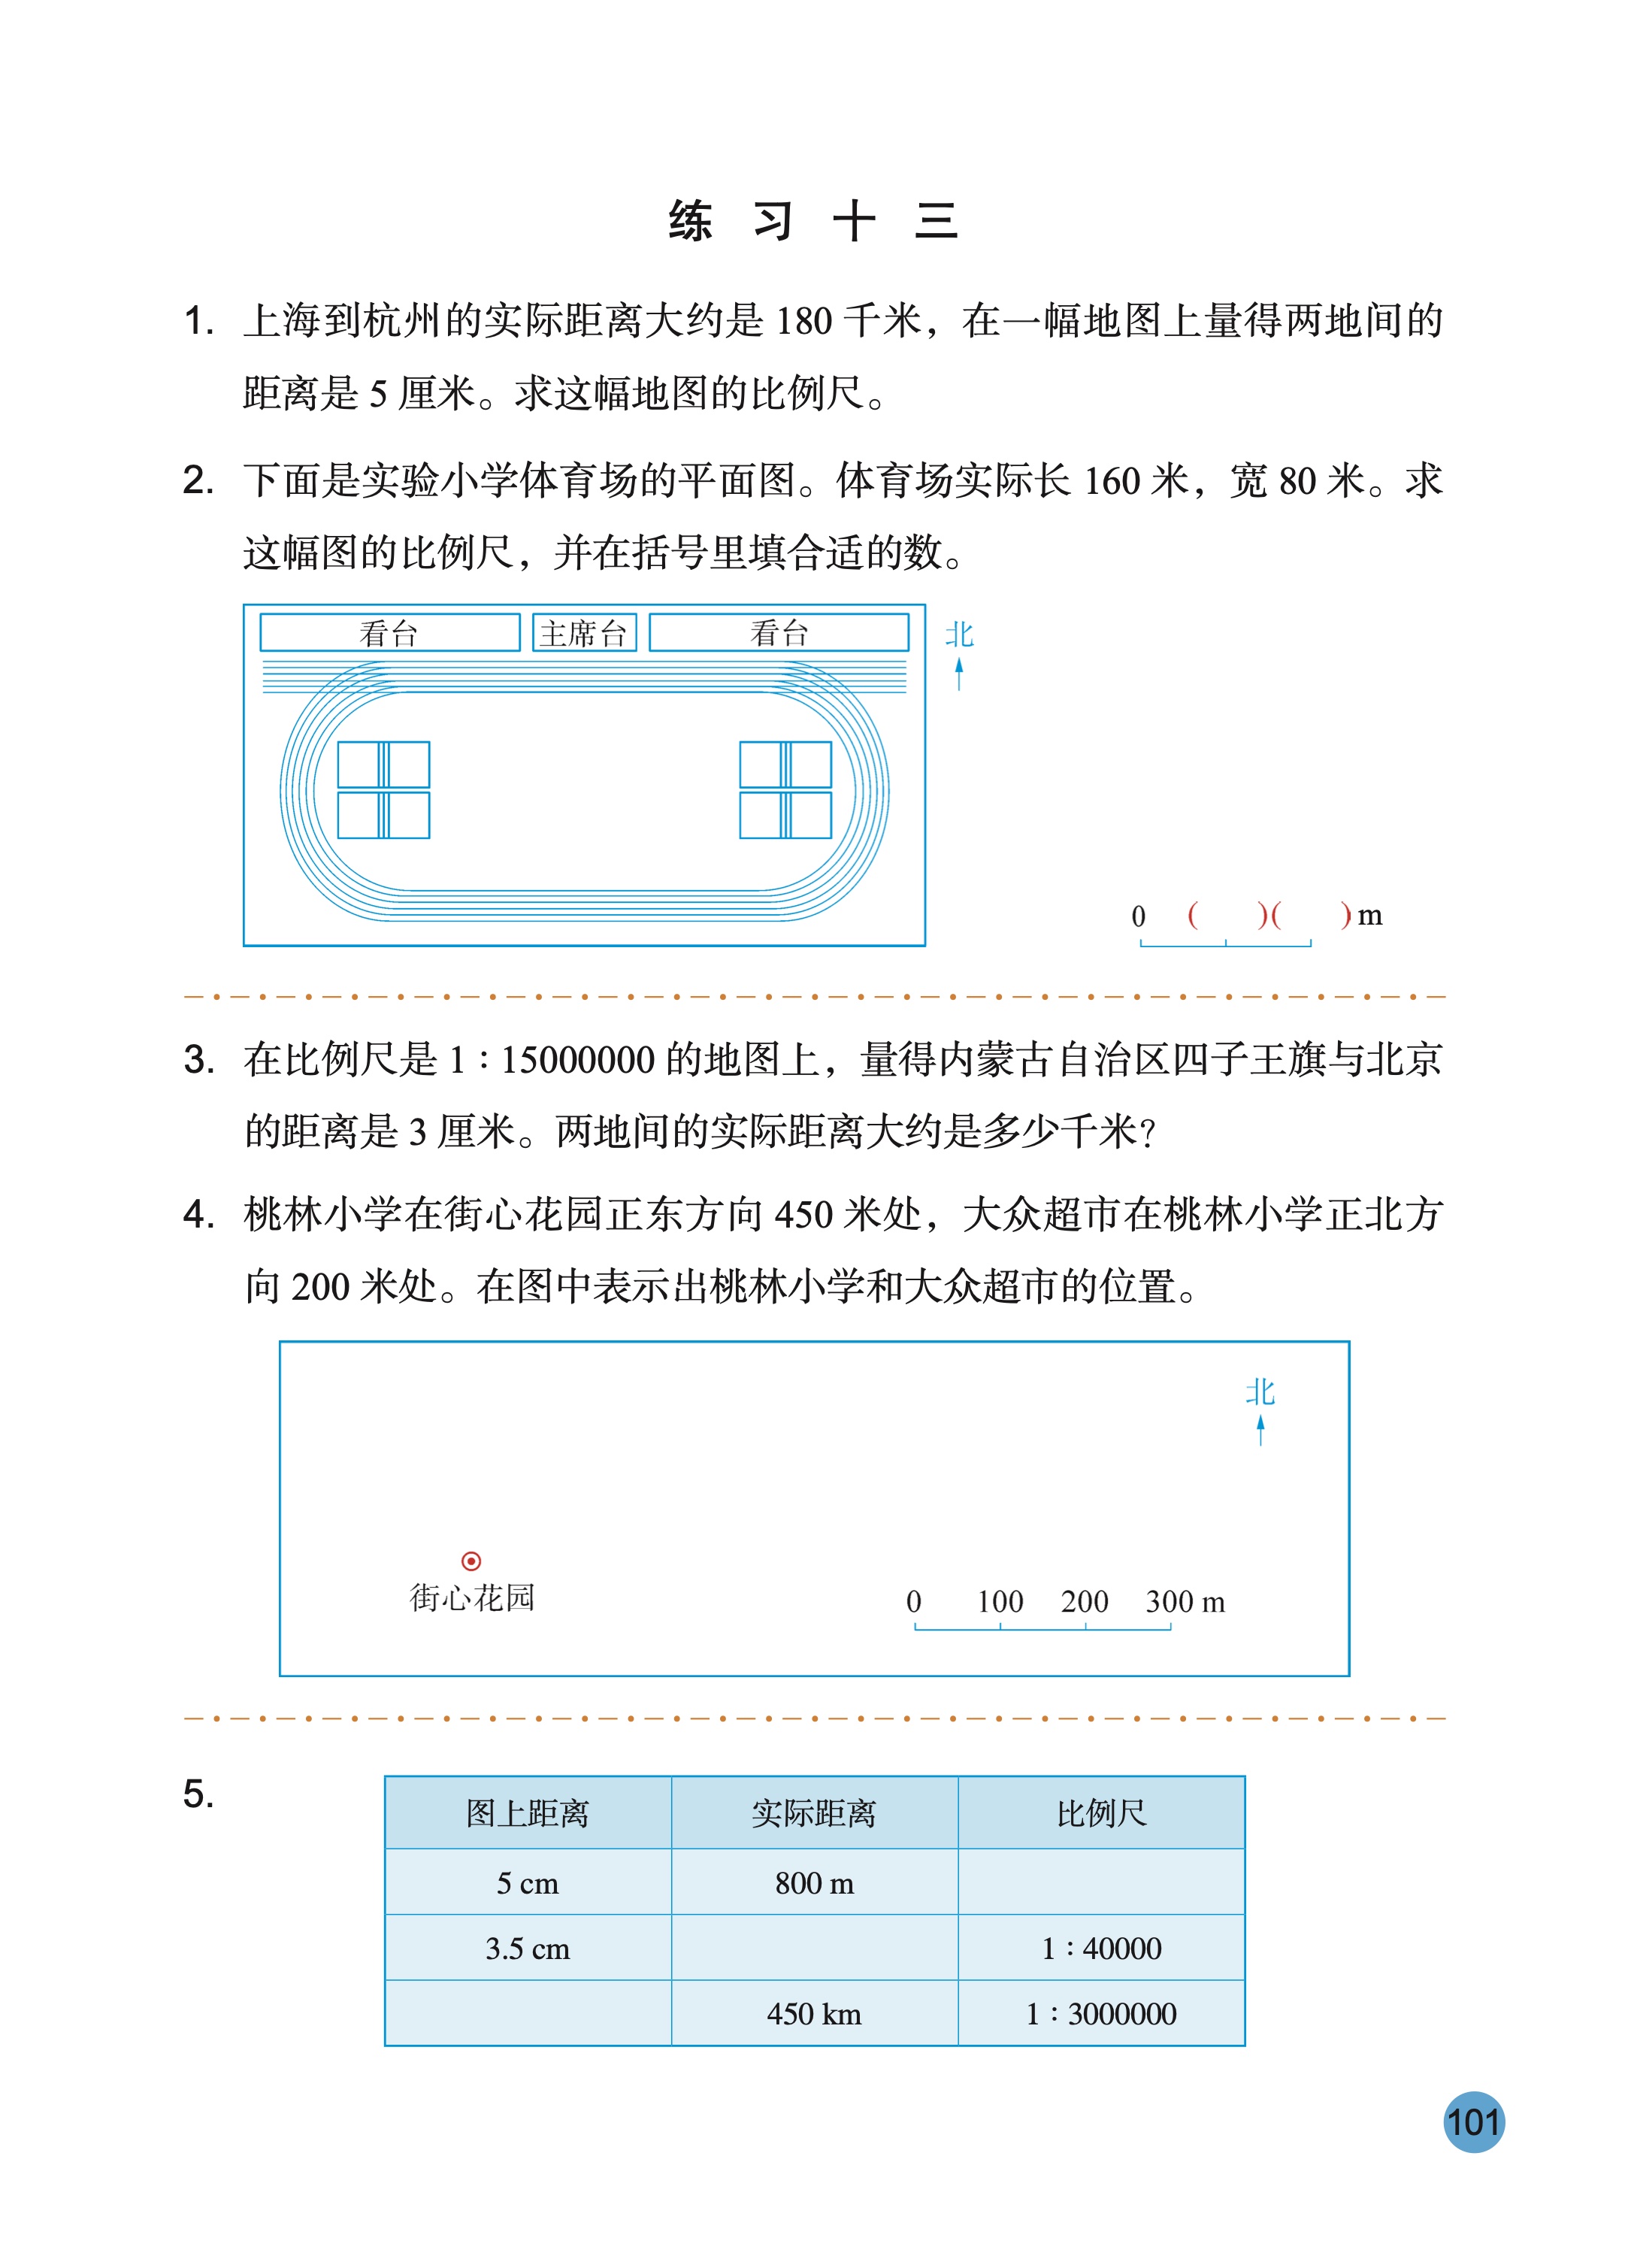 练 习 十 三
1. 上海到杭州的实际距离大约是 180 千米，在一幅地图上量得两地间的
距离是 5 厘米。求这幅地图的比例尺。
2. 下面是实验小学体育场的平面图。体育场实际长 160 米，宽 80 米。求
这幅图的比例尺，并在括号里填合适的数。
看台 主席台 看台
北
0 （ ）（ ）m
3. 在比例尺是 1∶15000000 的地图上，量得内蒙古自治区四子王旗与北京
的距离是 3 厘米。两地间的实际距离大约是多少千米？
4. 桃林小学在街心花园正东方向 450 米处，大众超市在桃林小学正北方
向 200 米处。在图中表示出桃林小学和大众超市的位置。
北
街心花园
0 100 200 300 m
5.
图上距离 实际距离 比例尺
5 cm 800 m
3.5 cm 1∶40000
450 km 1∶3000000
101